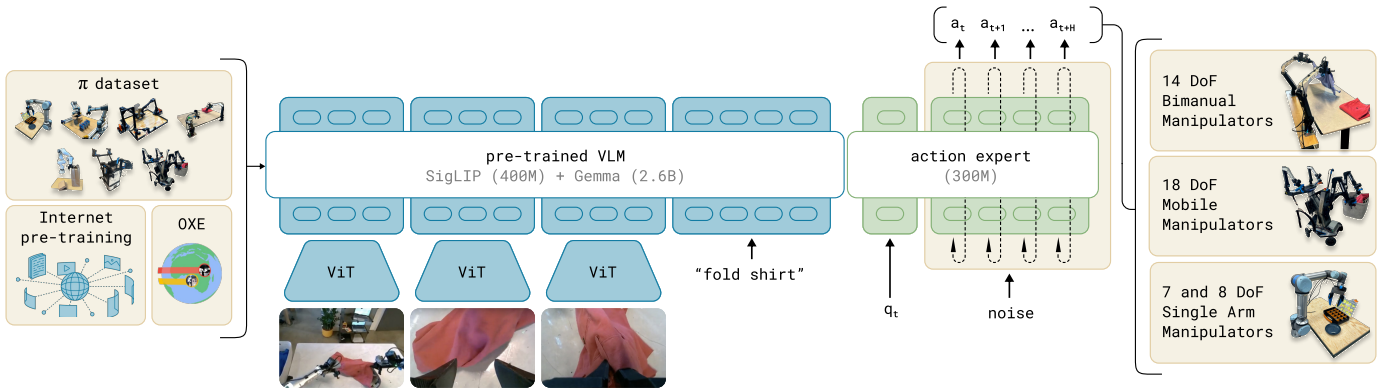 π dataset
Internet
pre-training
OXE
pre-trained VLM
SigLIP (400M) + Gemma (2.6B)
ViT
ViT
ViT
“fold shirt”
action expert
(300M)
qₜ
noise
aₜ aₜ₊₁ ... aₜ₊H
14 DoF
Bimanual
Manipulators
18 DoF
Mobile
Manipulators
7 and 8 DoF
Single Arm
Manipulators